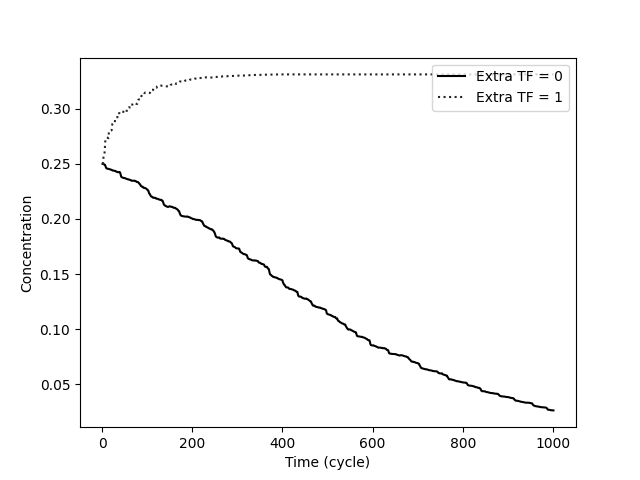 Extra TF = 0
Extra TF = 1
0.30
0.25
0.20
0.15
0.10
0.05
Concentration
0 200 400 600 800 1000
Time (cycle)